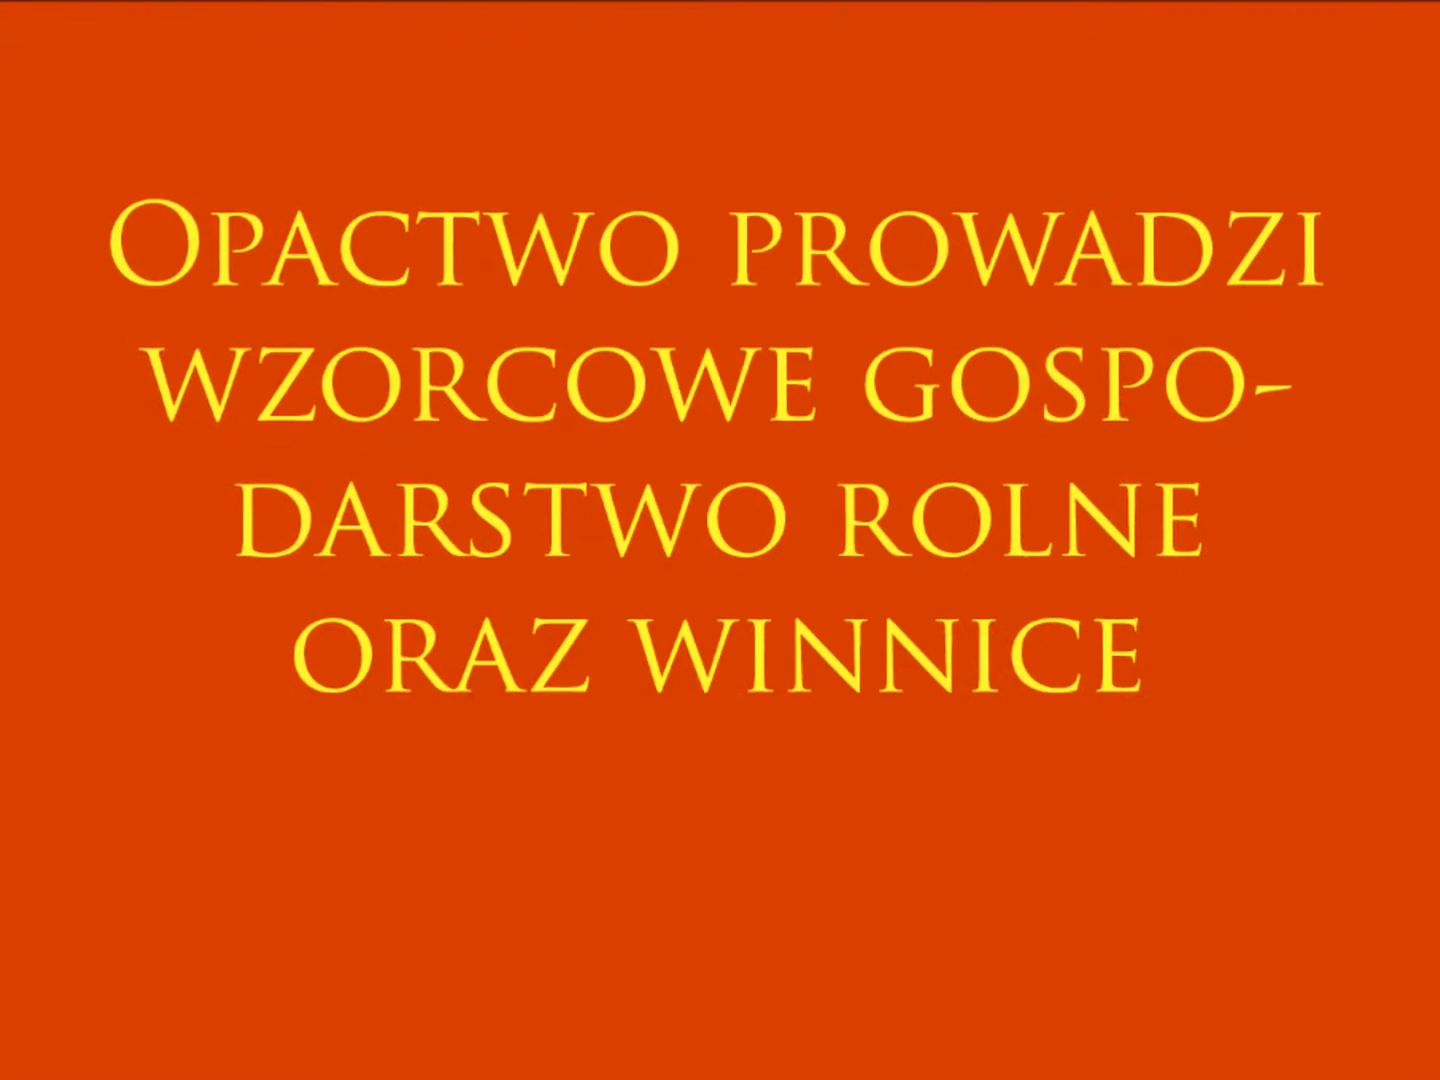 Opactwo prowadzi
wzorcowe gospo-
darstwo rolne
oraz winnice